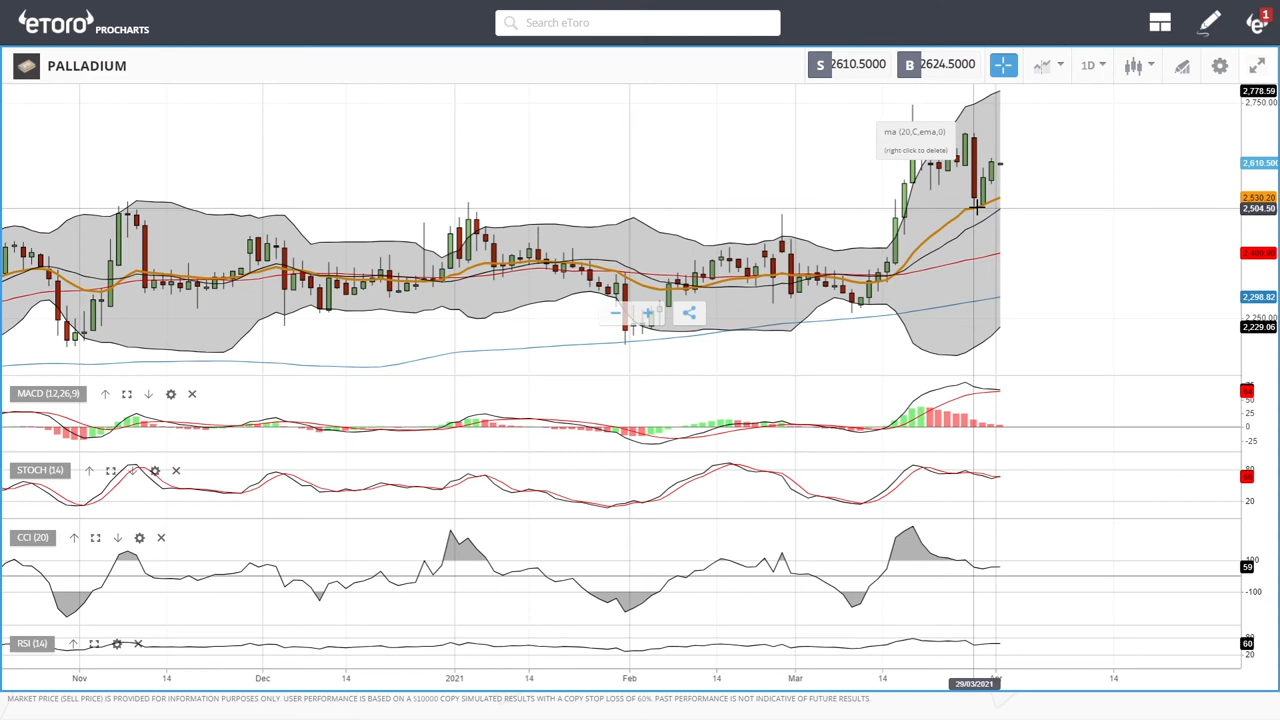 eToro PROCHARTS
Search eToro
1
PALLADIUM
S 2610.5000 B 2624.5000
1D
2,778.59
2,750.00
ma (20,C,ema,0)
(right click to delete)
2,610.500
2,530.20
2,504.50
2,298.82
2,250.00
2,229.06
MACD (12,26,9)
50
25
0
-25
STOCH (14)
80
20
CCI (20)
100
59
-100
RSI (14)
80
60
20
Nov 14 Dec 14 2021 14 Feb 14 Mar 14 Apr 14
29/03/2021
MARKET PRICE (SELL PRICE) IS PROVIDED FOR INFORMATION PURPOSES ONLY. USER PERFORMANCE IS BASED ON A $10000 COPY SIMULATED RESULTS WITH A COPY STOP LOSS OF 60%. PAST PERFORMANCE IS NOT INDICATIVE OF FUTURE RESULTS.